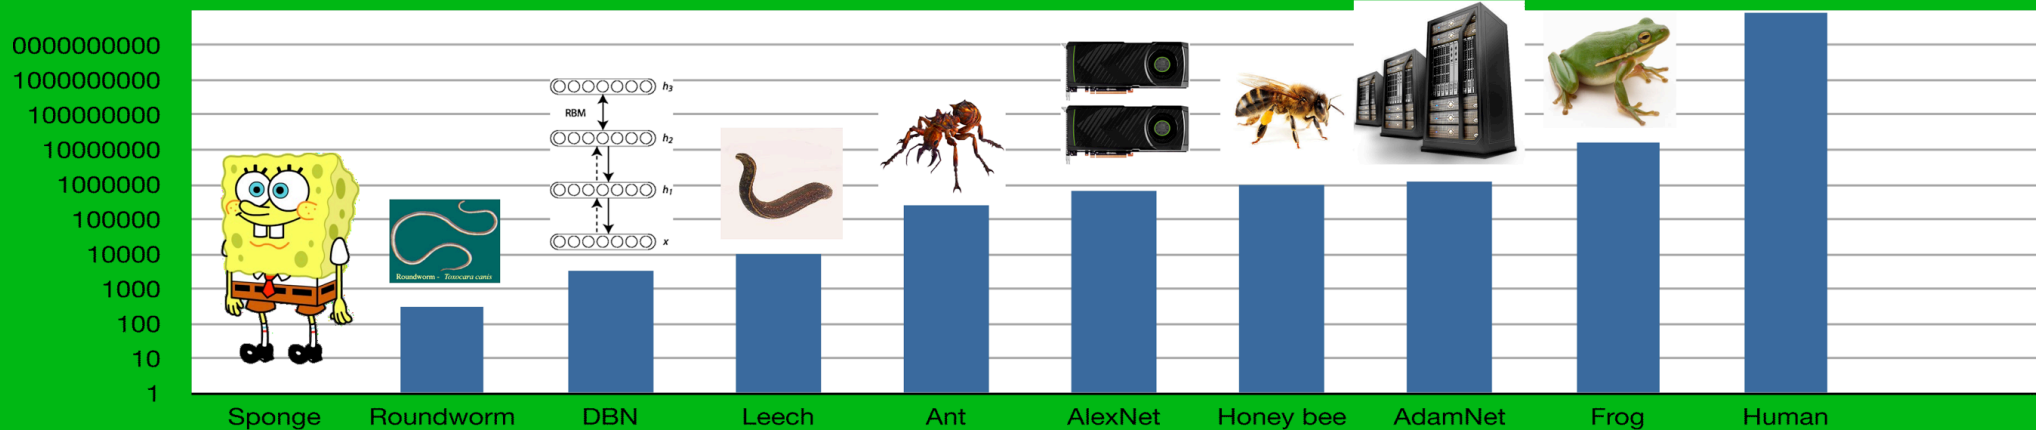 0000000000
1000000000
100000000
10000000
1000000
100000
10000
1000
100
10
1
h3
RBM
h2
h1
x
Roundworm - Toxocara canis
Sponge Roundworm DBN Leech Ant AlexNet Honey bee AdamNet Frog Human